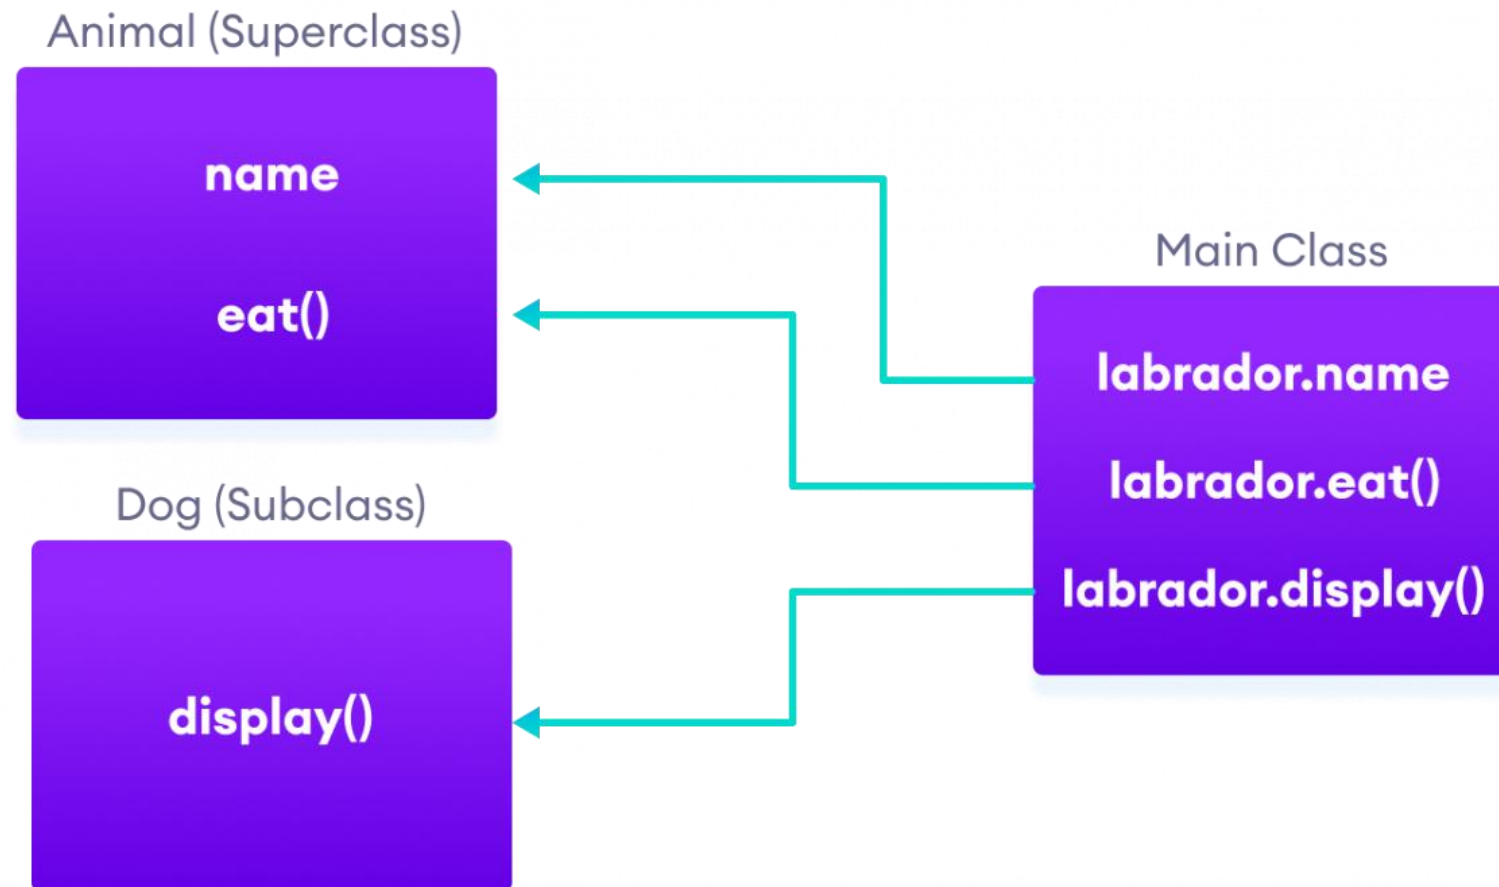 Animal (Superclass)
name
eat()
Dog (Subclass)
display()
Main Class
labrador.name
labrador.eat()
labrador.display()